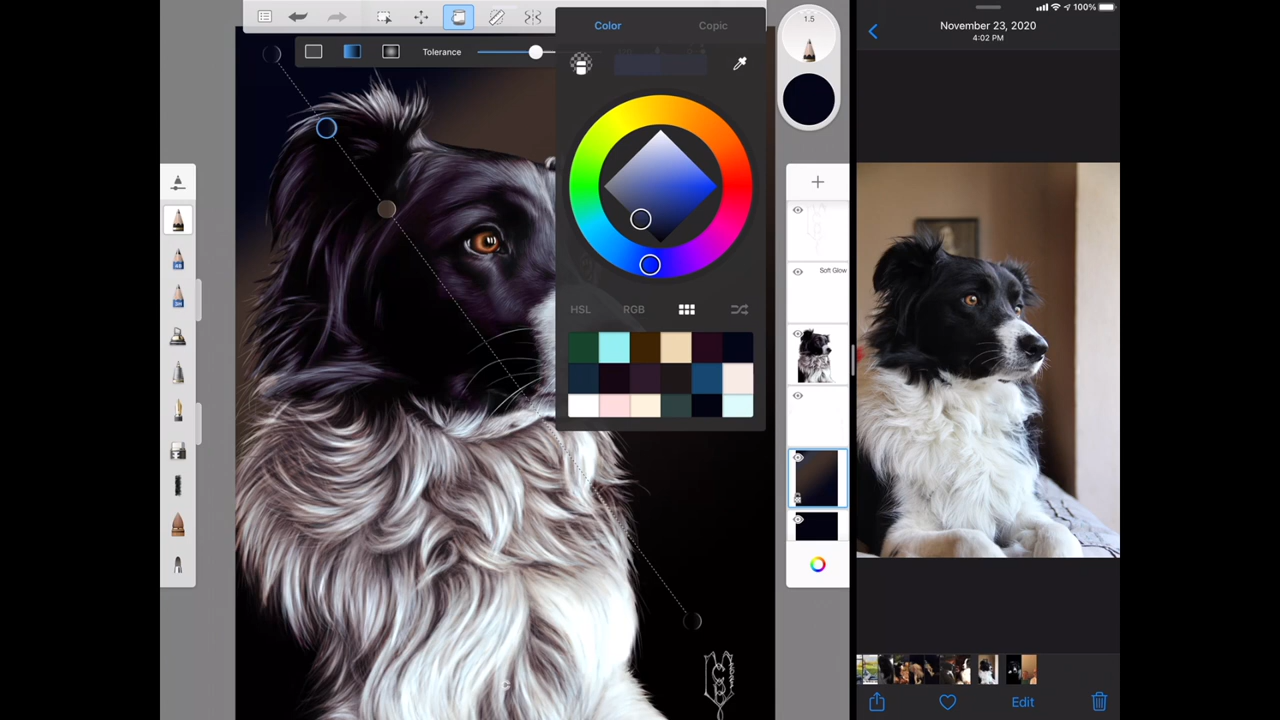 Color
Copic
Tolerance
1.5
HSL
RGB
Soft Glow
100%
November 23, 2020
4:02 PM
Edit